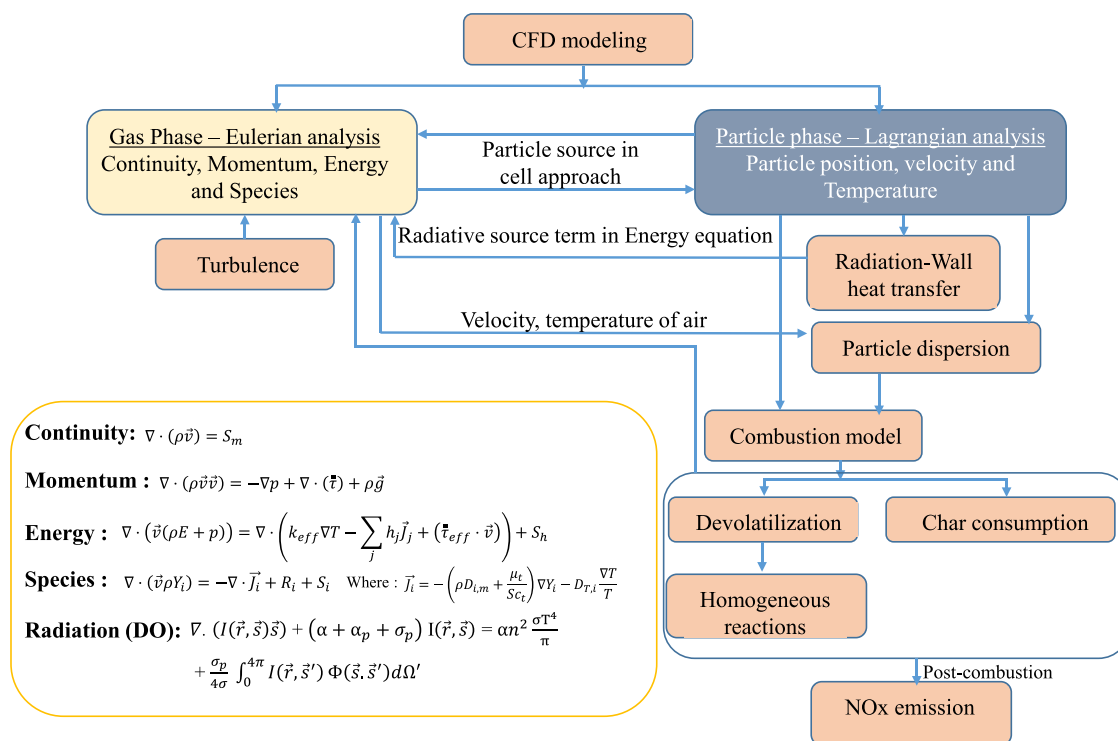 CFD modeling
Gas Phase – Eulerian analysis
Continuity, Momentum, Energy
and Species
Particle source in
cell approach
Particle phase – Lagrangian analysis
Particle position, velocity and
Temperature
Turbulence
Radiative source term in Energy equation
Radiation-Wall
heat transfer
Velocity, temperature of air
Particle dispersion
Combustion model
Devolatilization
Char consumption
Homogeneous
reactions
Post-combustion
NOx emission
Continuity: ∇ · (ρv⃗) = S_m
Momentum : ∇ · (ρv⃗v⃗) = −∇p + ∇ · (τ̿) + ρg⃗
Energy : ∇ · (v⃗(ρE + p)) = ∇ · (k_eff ∇T − ∑_j h_j J⃗_j + (τ̿_eff · v⃗)) + S_h
Species : ∇ · (v⃗ρY_i) = −∇ · J⃗_i + R_i + S_i Where : J⃗_i = −(ρD_{i,m} + μ_t/Sc_t) ∇Y_i − D_{T,i} ∇T/T
Radiation (DO): ∇. (I(r⃗, s⃗)s⃗) + (α + α_p + σ_p) I(r⃗, s⃗) = αn² σT⁴/π
+ σ_p/4σ ∫₀^{4π} I(r⃗, s⃗′) Φ(s⃗. s⃗′)dΩ′